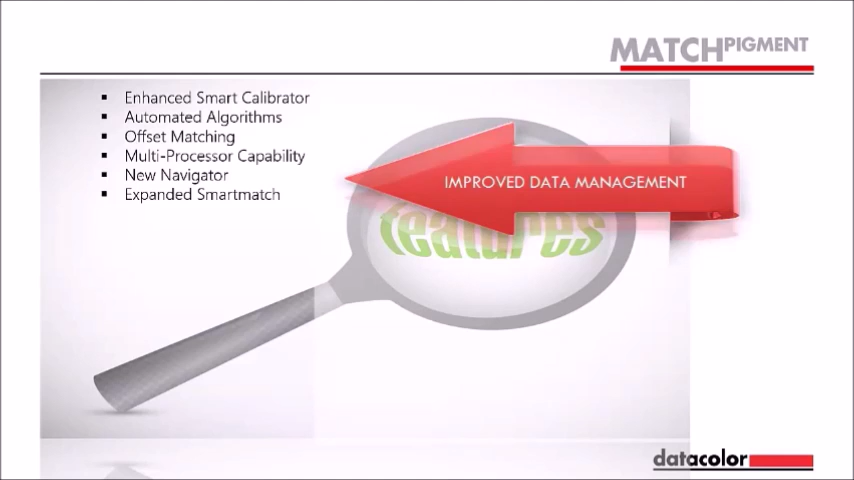 MATCHPIGMENT
Enhanced Smart Calibrator
Automated Algorithms
Offset Matching
Multi-Processor Capability
New Navigator
Expanded Smartmatch
IMPROVED DATA MANAGEMENT
features
datacolor